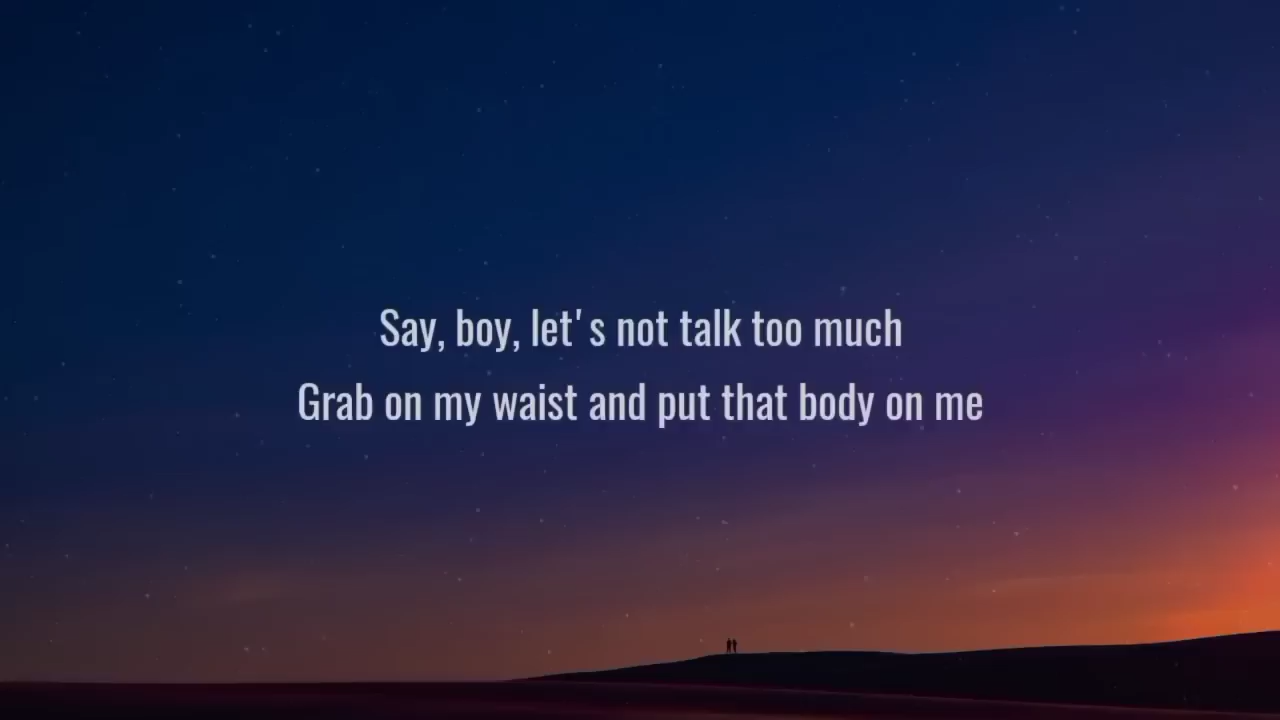 Say, boy, let's not talk too much
Grab on my waist and put that body on me